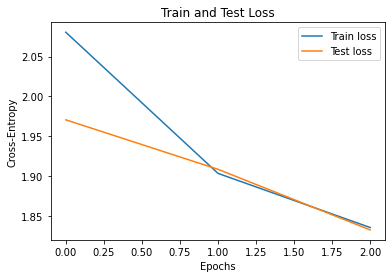 Train and Test Loss
Train loss
Test loss
Cross-Entropy
2.05
2.00
1.95
1.90
1.85
0.00 0.25 0.50 0.75 1.00 1.25 1.50 1.75 2.00
Epochs